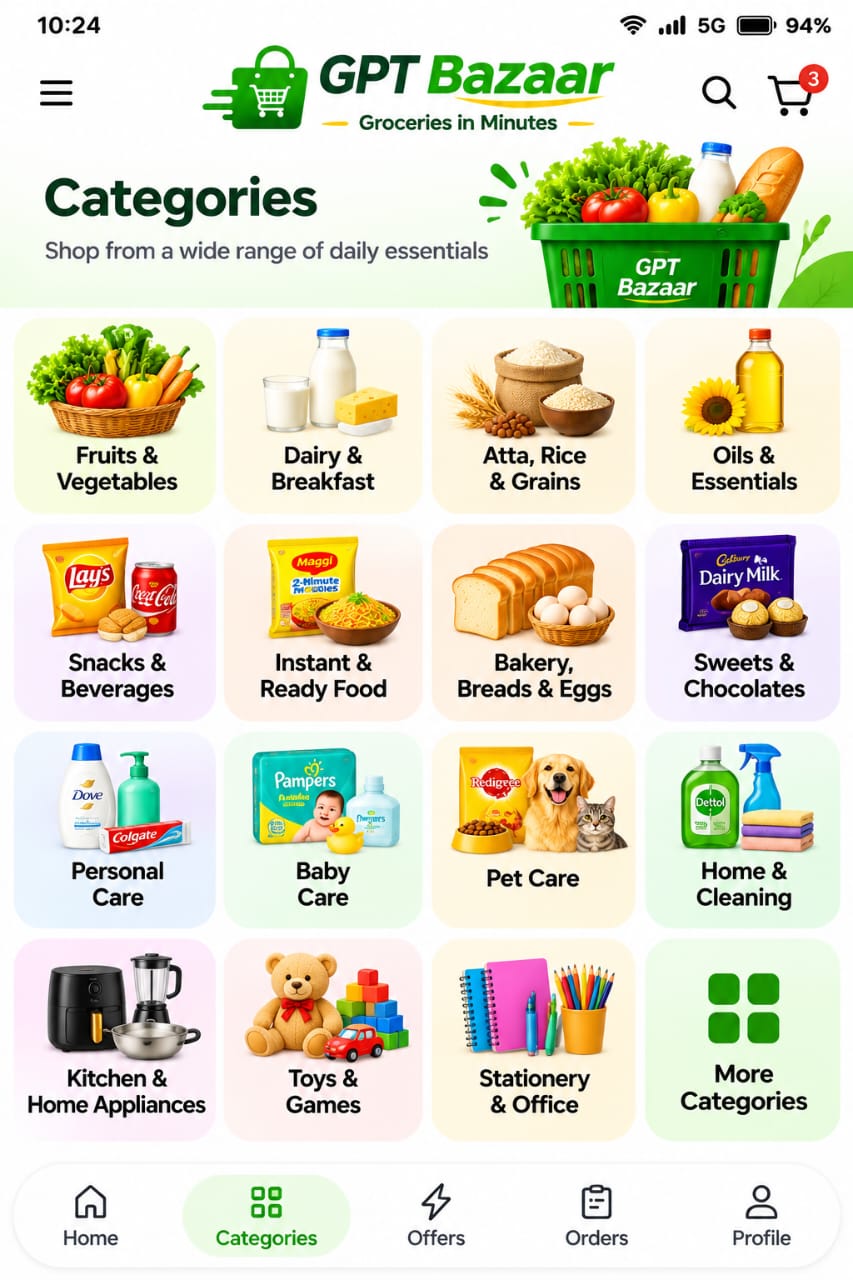 10:24
5G
94%
GPT Bazaar
Groceries in Minutes
3
Categories
Shop from a wide range of daily essentials
GPT
Bazaar
Fruits &
Vegetables
Dairy &
Breakfast
Atta, Rice
& Grains
Oils &
Essentials
Lay's
Coca Cola
Snacks &
Beverages
Maggi
2-Minute
Instant &
Ready Food
Bakery,
Breads & Eggs
Cadbury
Dairy Milk
Sweets &
Chocolates
Dove
Colgate
Personal
Care
Pampers
Baby
Care
Pet Care
Dettol
Home &
Cleaning
Kitchen &
Home Appliances
Toys &
Games
Stationery
& Office
More
Categories
Home
Categories
Offers
Orders
Profile